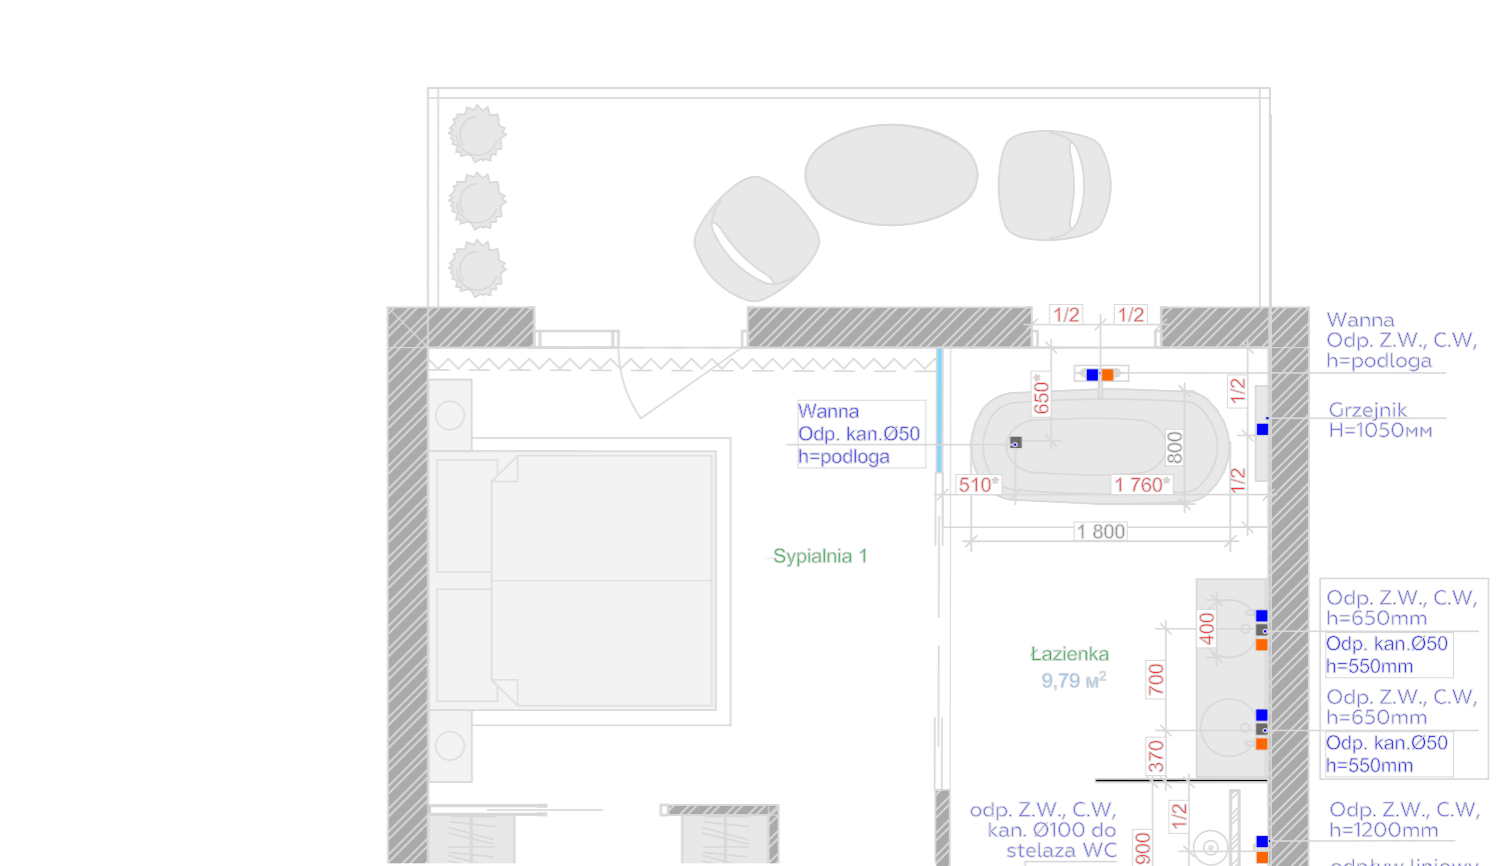 1/2
1/2
Wanna
Odp. Z.W., C.W,
h=podloga
650*
1/2
Grzejnik
H=1050мм
Wanna
Odp. kan.Ø50
h=podloga
800
510*
1 760*
1/2
1 800
Sypialnia 1
Odp. Z.W., C.W,
h=650mm
Odp. kan.Ø50
h=550mm
400
Łazienka
9,79 м²
700
Odp. Z.W., C.W,
h=650mm
Odp. kan.Ø50
h=550mm
370
odp. Z.W., C.W,
kan. Ø100 do
stelaza WC
1/2
900
Odp. Z.W., C.W,
h=1200mm
odpływ liniowy